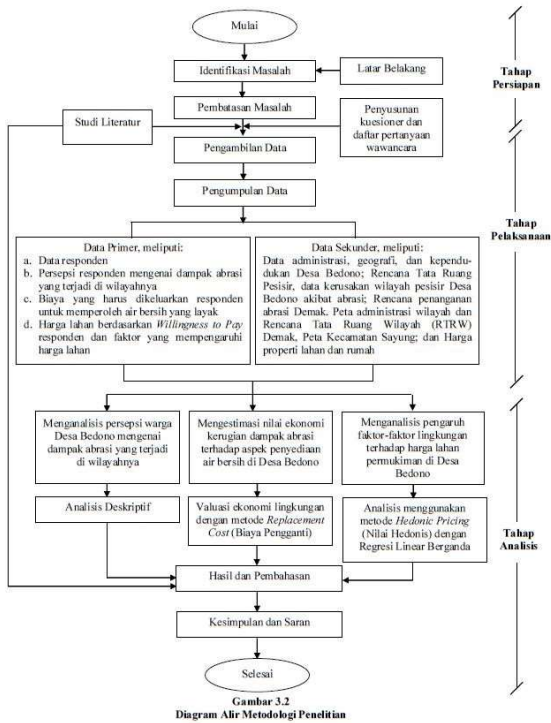 Mulai
Identifikasi Masalah
Latar Belakang
Tahap
Persiapan
Pembatasan Masalah
Studi Literatur
Penyusunan
kuesioner dan
daftar pertanyaan
wawancara
Pengambilan Data
Pengumpulan Data
Tahap
Pelaksanaan
Data Primer, meliputi:
a. Data responden
b. Persepsi responden mengenai dampak abrasi
yang terjadi di wilayahnya
c. Biaya yang harus dikeluarkan responden
untuk memperoleh air bersih yang layak
d. Harga lahan berdasarkan Willingness to Pay
responden dan faktor yang mempengaruhi
harga lahan
Data Sekunder, meliputi:
Data administrasi, geografi, dan kependu-
dukan Desa Bedono; Rencana Tata Ruang
Pesisir, data kerusakan wilayah pesisir Desa
Bedono akibat abrasi; Rencana penanganan
abrasi Demak. Peta administrasi wilayah dan
Rencana Tata Ruang Wilayah (RTRW)
Demak, Peta Kecamatan Sayung; dan Harga
properti lahan dan rumah
Menganalisis persepsi warga
Desa Bedono mengenai
dampak abrasi yang terjadi
di wilayahnya
Mengestimasi nilai ekonomi
kerugian dampak abrasi
terhadap aspek penyediaan
air bersih di Desa Bedono
Menganalisis pengaruh
faktor-faktor lingkungan
terhadap harga lahan
permukiman di Desa
Bedono
Analisis Deskriptif
Valuasi ekonomi lingkungan
dengan metode Replacement
Cost (Biaya Pengganti)
Analisis menggunakan
metode Hedonic Pricing
(Nilai Hedonis) dengan
Regresi Linear Berganda
Tahap
Analisis
Hasil dan Pembahasan
Kesimpulan dan Saran
Selesai
Gambar 3.2
Diagram Alir Metodologi Penelitian